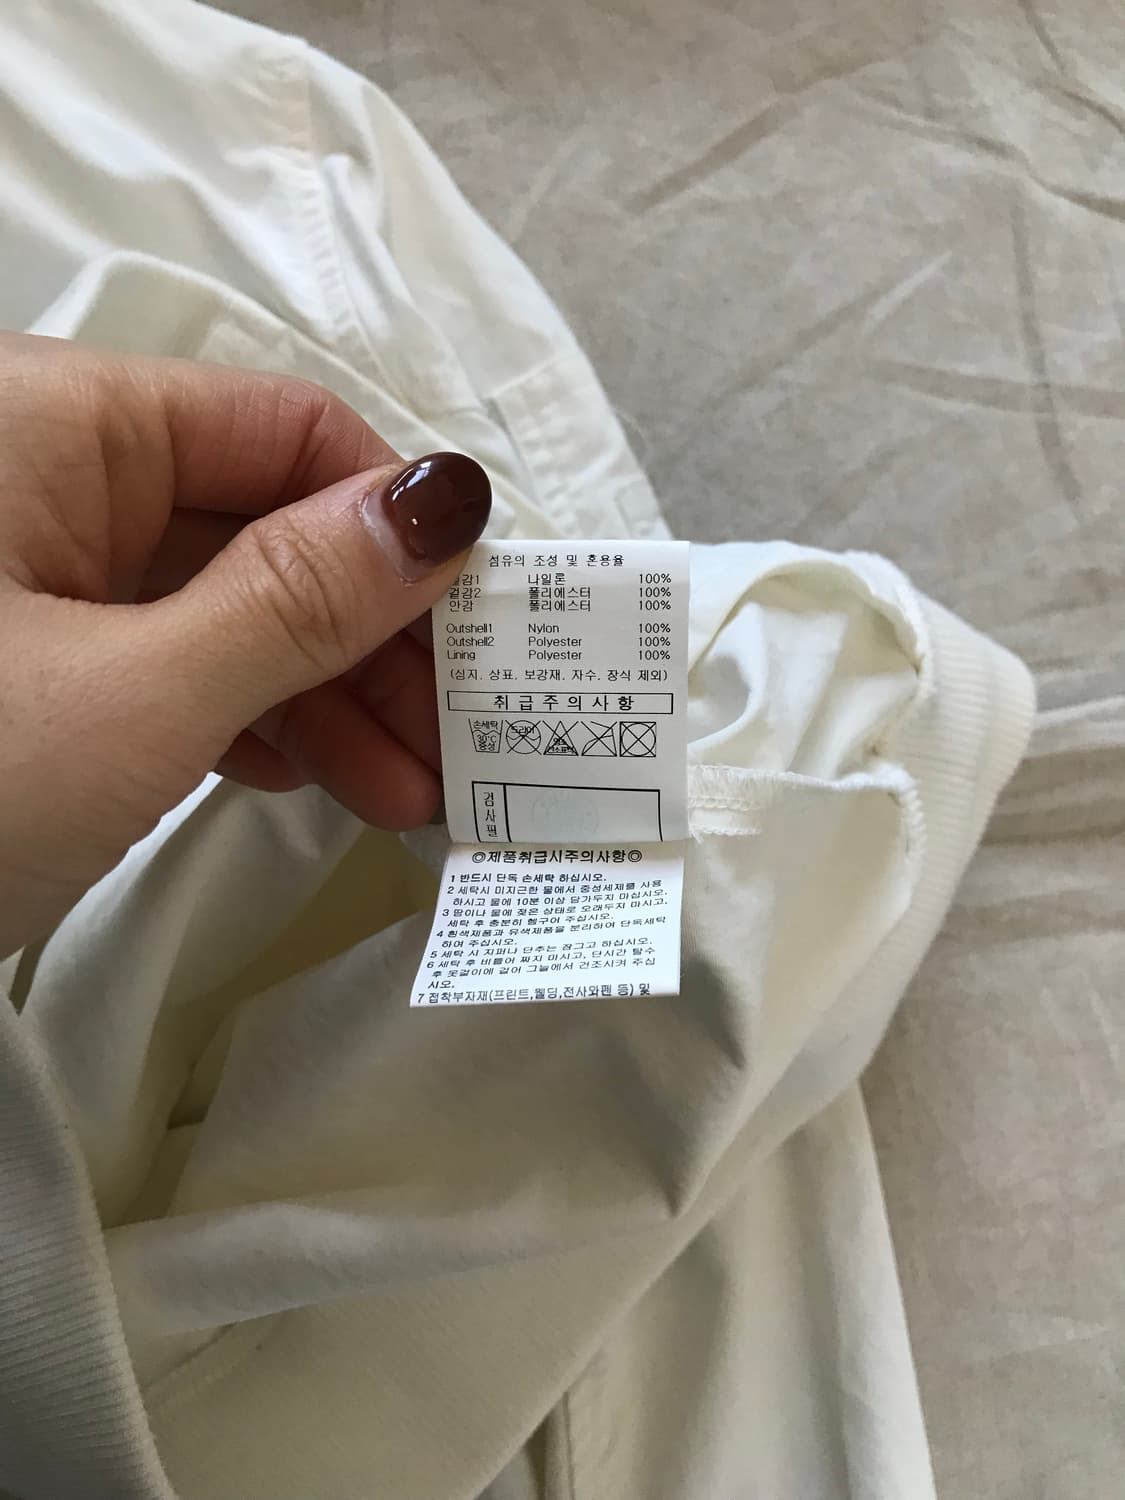 섬유의 조성 및 혼용율
겉감1 나일론 100%
겉감2 폴리에스터 100%
안감 폴리에스터 100%
Outshell1 Nylon 100%
Outshell2 Polyester 100%
Lining Polyester 100%
(심지, 상표, 보강재, 자수, 장식 제외)
취급주의사항
손세탁 30℃ 중성 드라이 염소표백
검사필
◎제품취급시주의사항◎
1 반드시 단독 손세탁 하십시오.
2 세탁시 미지근한 물에서 중성세제를 사용
하시고 물에 10분 이상 담가두지 마십시오.
3 땀이나 물에 젖은 상태로 오래두지 마시고,
세탁 후 충분히 헹구어 주십시오.
4 흰색제품과 유색제품을 분리하여 단독세탁
하여 주십시오.
5 세탁 시 지퍼나 단추는 잠그고 하십시오.
6 세탁 후 비틀어 짜지 마시고, 단시간 탈수
후 옷걸이에 걸어 그늘에서 건조시켜 주십
시오.
7 접착부자재(프린트,웰딩,전사와펜 등) 및